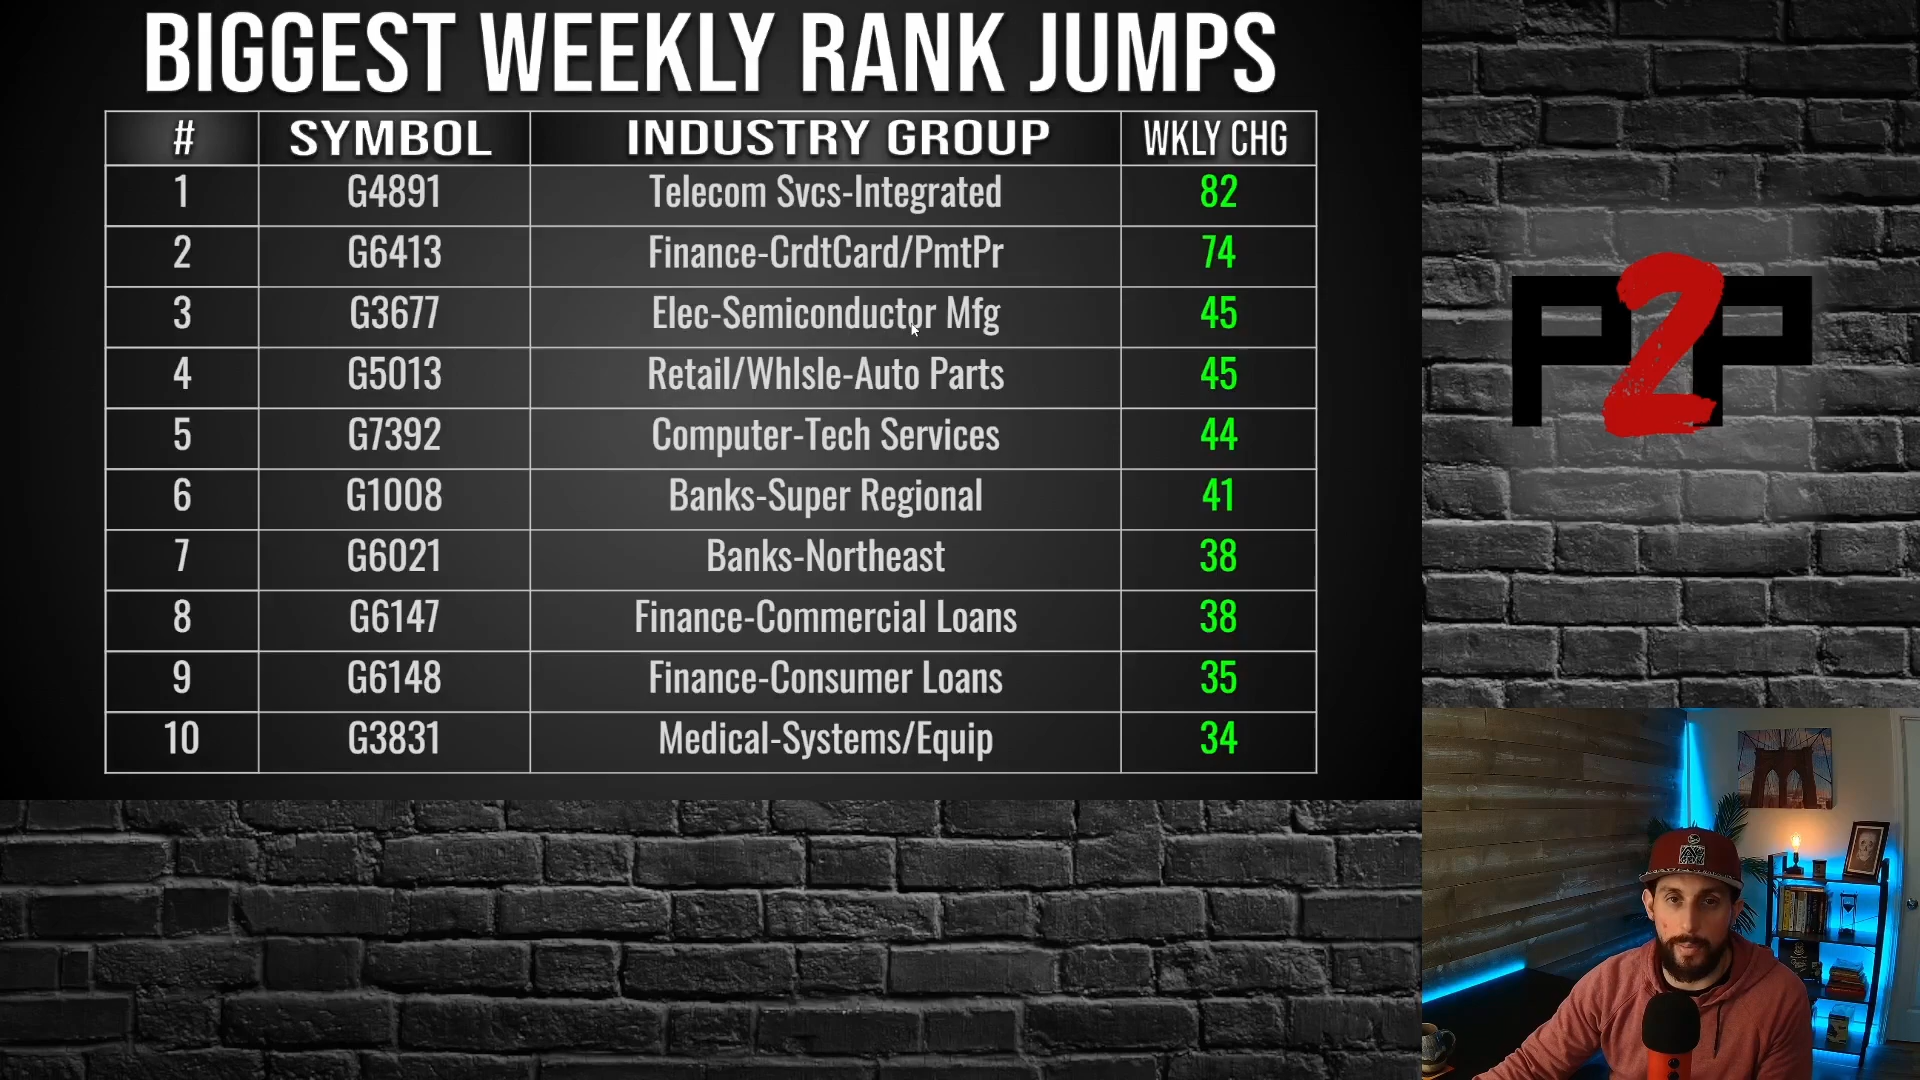 BIGGEST WEEKLY RANK JUMPS
# SYMBOL INDUSTRY GROUP WKLY CHG
1 G4891 Telecom Svcs-Integrated 82
2 G6413 Finance-CrdtCard/PmtPr 74
3 G3677 Elec-Semiconductor Mfg 45
4 G5013 Retail/Whlsle-Auto Parts 45
5 G7392 Computer-Tech Services 44
6 G1008 Banks-Super Regional 41
7 G6021 Banks-Northeast 38
8 G6147 Finance-Commercial Loans 38
9 G6148 Finance-Consumer Loans 35
10 G3831 Medical-Systems/Equip 34
P2P